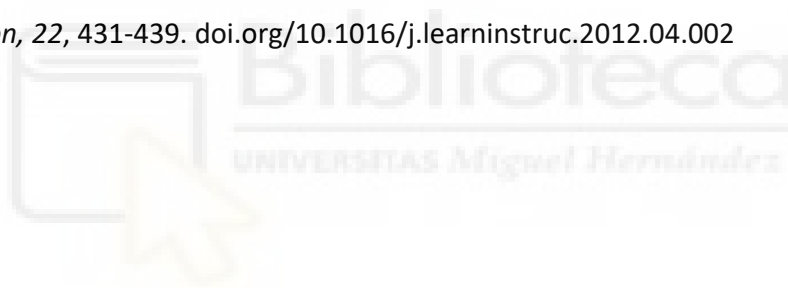 n, 22, 431-439. doi.org/10.1016/j.learninstruc.2012.04.002
Biblioteca
UNIVERSITAS Miguel Hernández